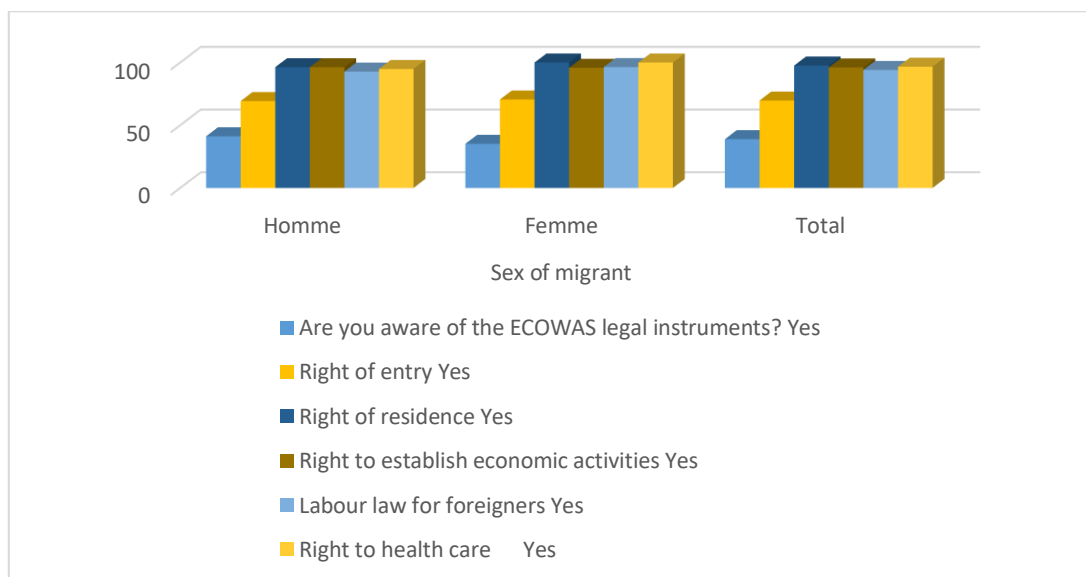 100
50
0
Homme Femme Total
Sex of migrant
Are you aware of the ECOWAS legal instruments? Yes
Right of entry Yes
Right of residence Yes
Right to establish economic activities Yes
Labour law for foreigners Yes
Right to health care Yes